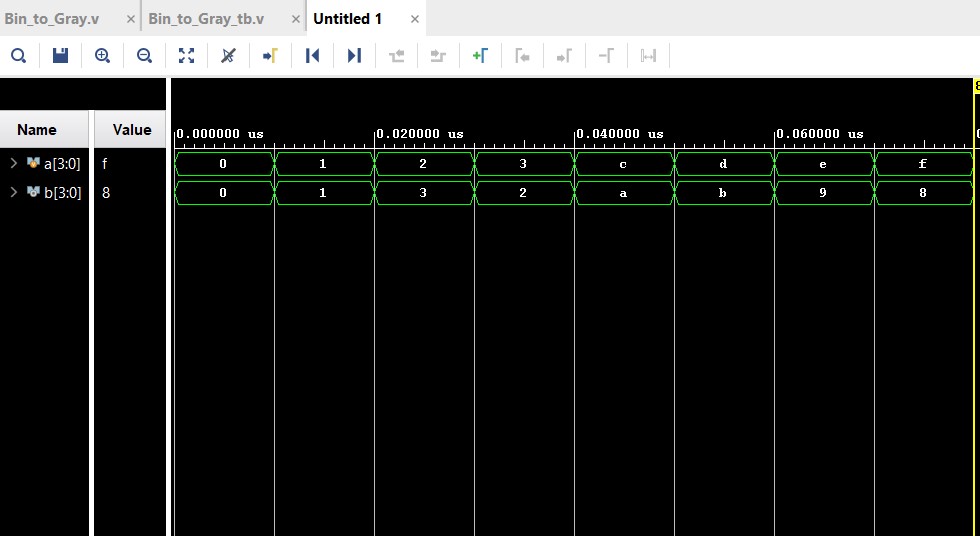 Bin_to_Gray.v × Bin_to_Gray_tb.v × Untitled 1 ×
Name Value 0.000000 us 0.020000 us 0.040000 us 0.060000 us
a[3:0] f 0 1 2 3 c d e f
b[3:0] 8 0 1 3 2 a b 9 8